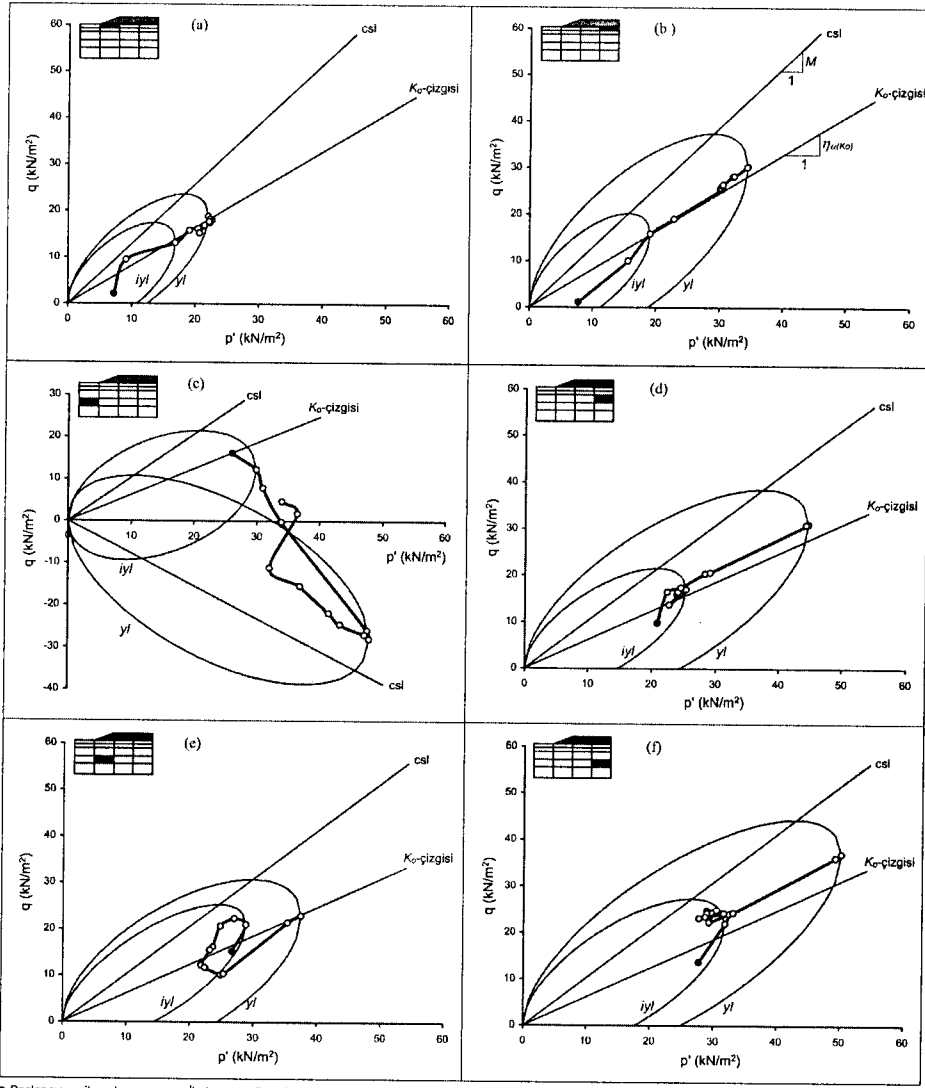 (a)
60
50
40
30
20
10
0
q (kN/m²)
csl
Ko-çizgisi
iyl
yl
0 10 20 30 40 50 60
p' (kN/m²)
(b )
60
50
40
30
20
10
0
q (kN/m²)
csl
M
1
Ko-çizgisi
ηα(Ko)
1
iyl
yl
0 10 20 30 40 50 60
p' (kN/m²)
(c)
30
20
10
0
-10
-20
-30
-40
q (kN/m²)
csl
Ko-çizgisi
10 20 30 40 50 60
p' (kN/m²)
iyl
yl
csl
(d)
60
50
40
30
20
10
0
q (kN/m²)
csl
Ko-çizgisi
iyl
yl
0 10 20 30 40 50 60
p' (kN/m²)
(e)
60
50
40
30
20
10
0
q (kN/m²)
csl
Ko-çizgisi
iyl
yl
0 10 20 30 40 50 60
p' (kN/m²)
(f)
60
50
40
30
20
10
0
q (kN/m²)
csl
Ko-çizgisi
iyl
yl
0 10 20 30 40 50 60
p' (kN/m²)